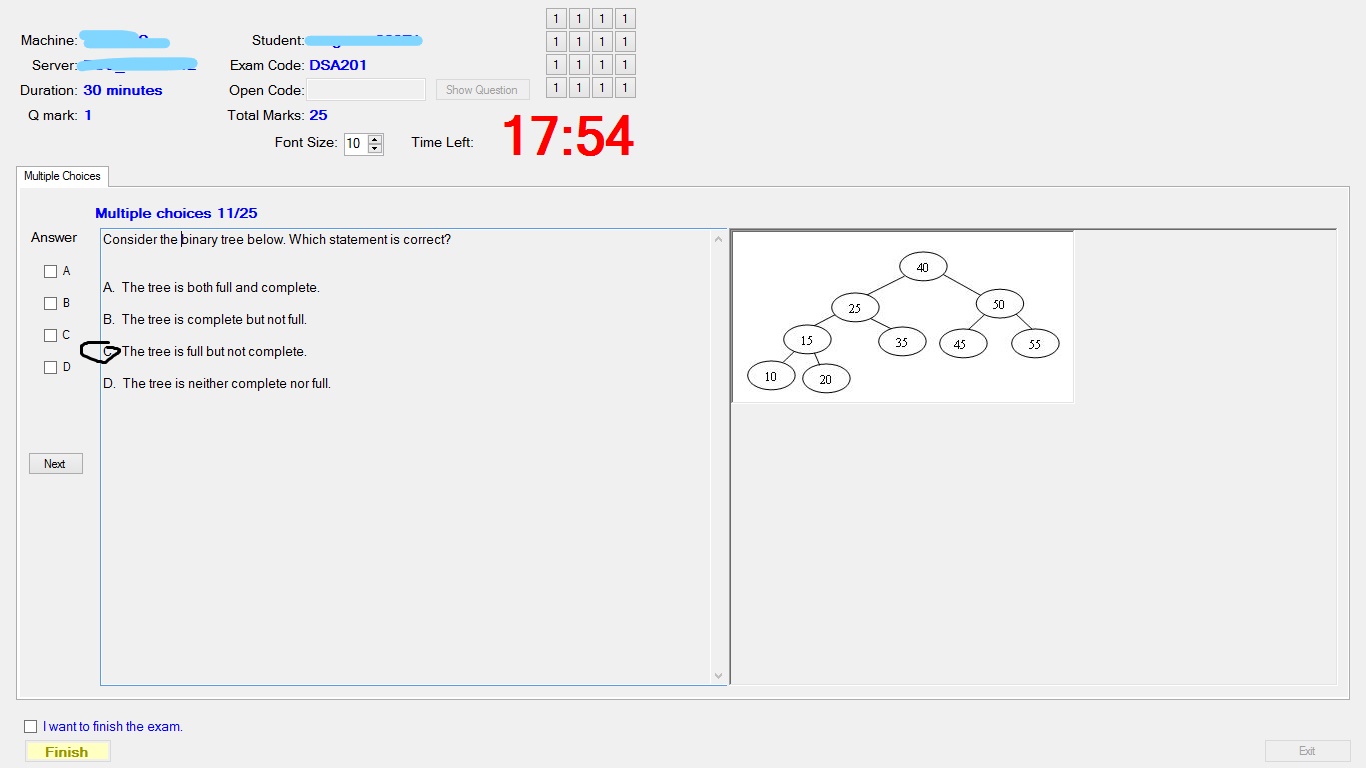 1 1 1 1
Machine:
Student:
1 1 1 1
Server:
Exam Code: DSA201
1 1 1 1
Duration: 30 minutes
Open Code:
Show Question
1 1 1 1
Q mark: 1
Total Marks: 25
Font Size: 10
Time Left:
17:54
Multiple Choices
Multiple choices 11/25
Answer
Consider the binary tree below. Which statement is correct?
A
B
C
D
A. The tree is both full and complete.
B. The tree is complete but not full.
C. The tree is full but not complete.
D. The tree is neither complete nor full.
40
25
50
15
35
45
55
10
20
Next
I want to finish the exam.
Finish
Exit